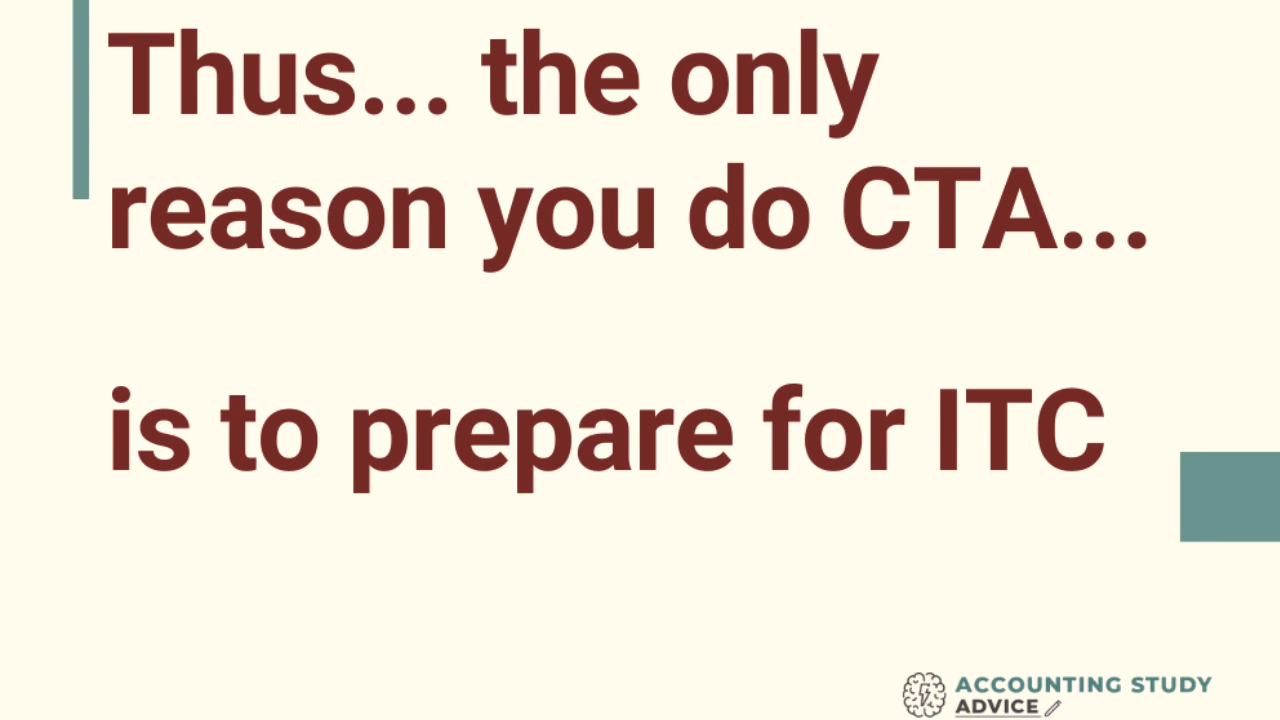 Thus... the only
reason you do CTA...
is to prepare for ITC
ACCOUNTING STUDY
ADVICE